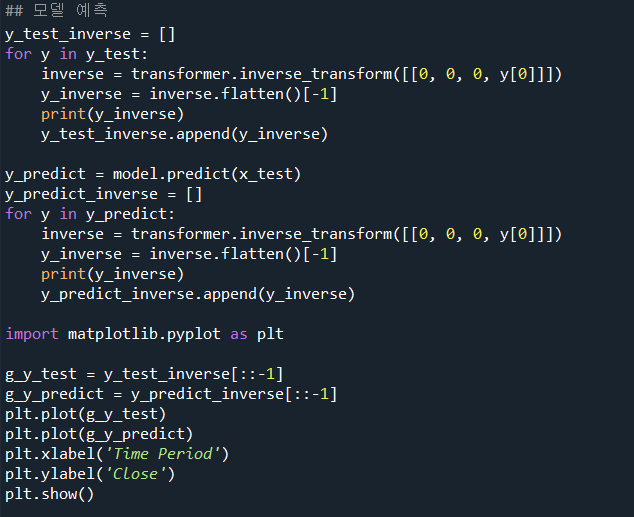 ## 모델 예측
y_test_inverse = []
for y in y_test:
    inverse = transformer.inverse_transform([[0, 0, 0, y[0]]])
    y_inverse = inverse.flatten()[-1]
    print(y_inverse)
    y_test_inverse.append(y_inverse)

y_predict = model.predict(x_test)
y_predict_inverse = []
for y in y_predict:
    inverse = transformer.inverse_transform([[0, 0, 0, y[0]]])
    y_inverse = inverse.flatten()[-1]
    print(y_inverse)
    y_predict_inverse.append(y_inverse)

import matplotlib.pyplot as plt

g_y_test = y_test_inverse[::-1]
g_y_predict = y_predict_inverse[::-1]
plt.plot(g_y_test)
plt.plot(g_y_predict)
plt.xlabel('Time Period')
plt.ylabel('Close')
plt.show()